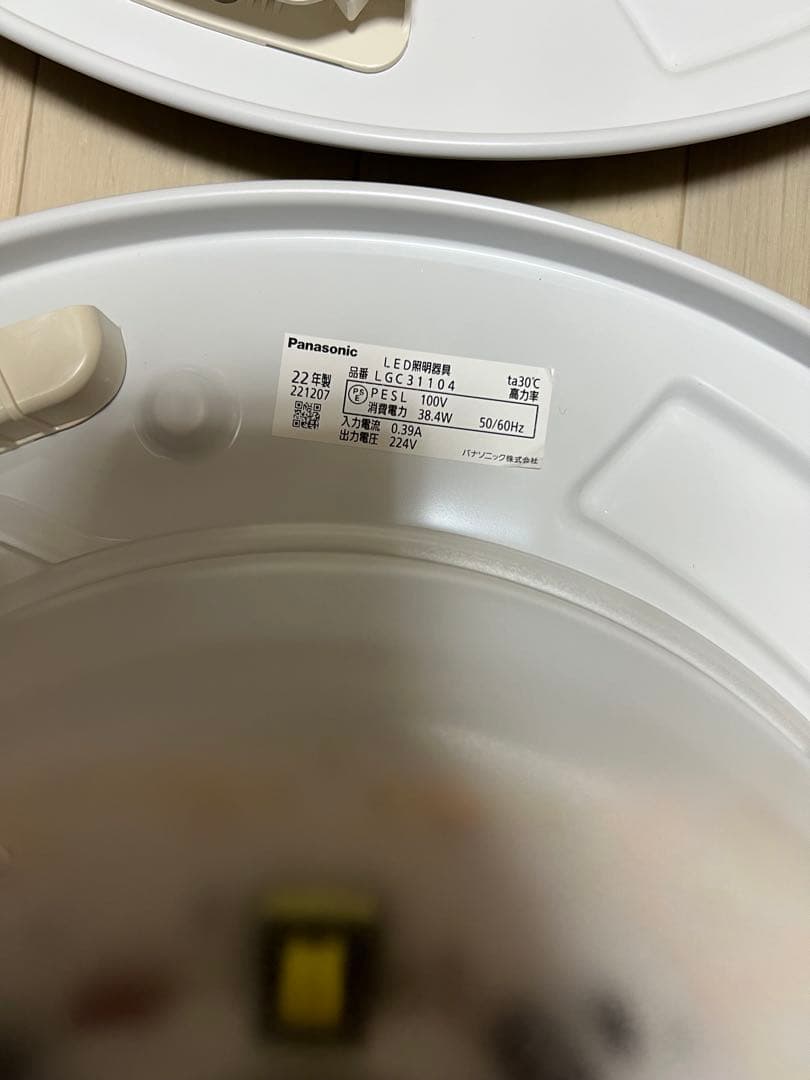 Panasonic
LED照明器具
22年製
品番 LGC31104
ta30℃
221207
高力率
PS E PESL 100V
消費電力 38.4W 50/60Hz
入力電流 0.39A
出力電圧 224V
パナソニック株式会社